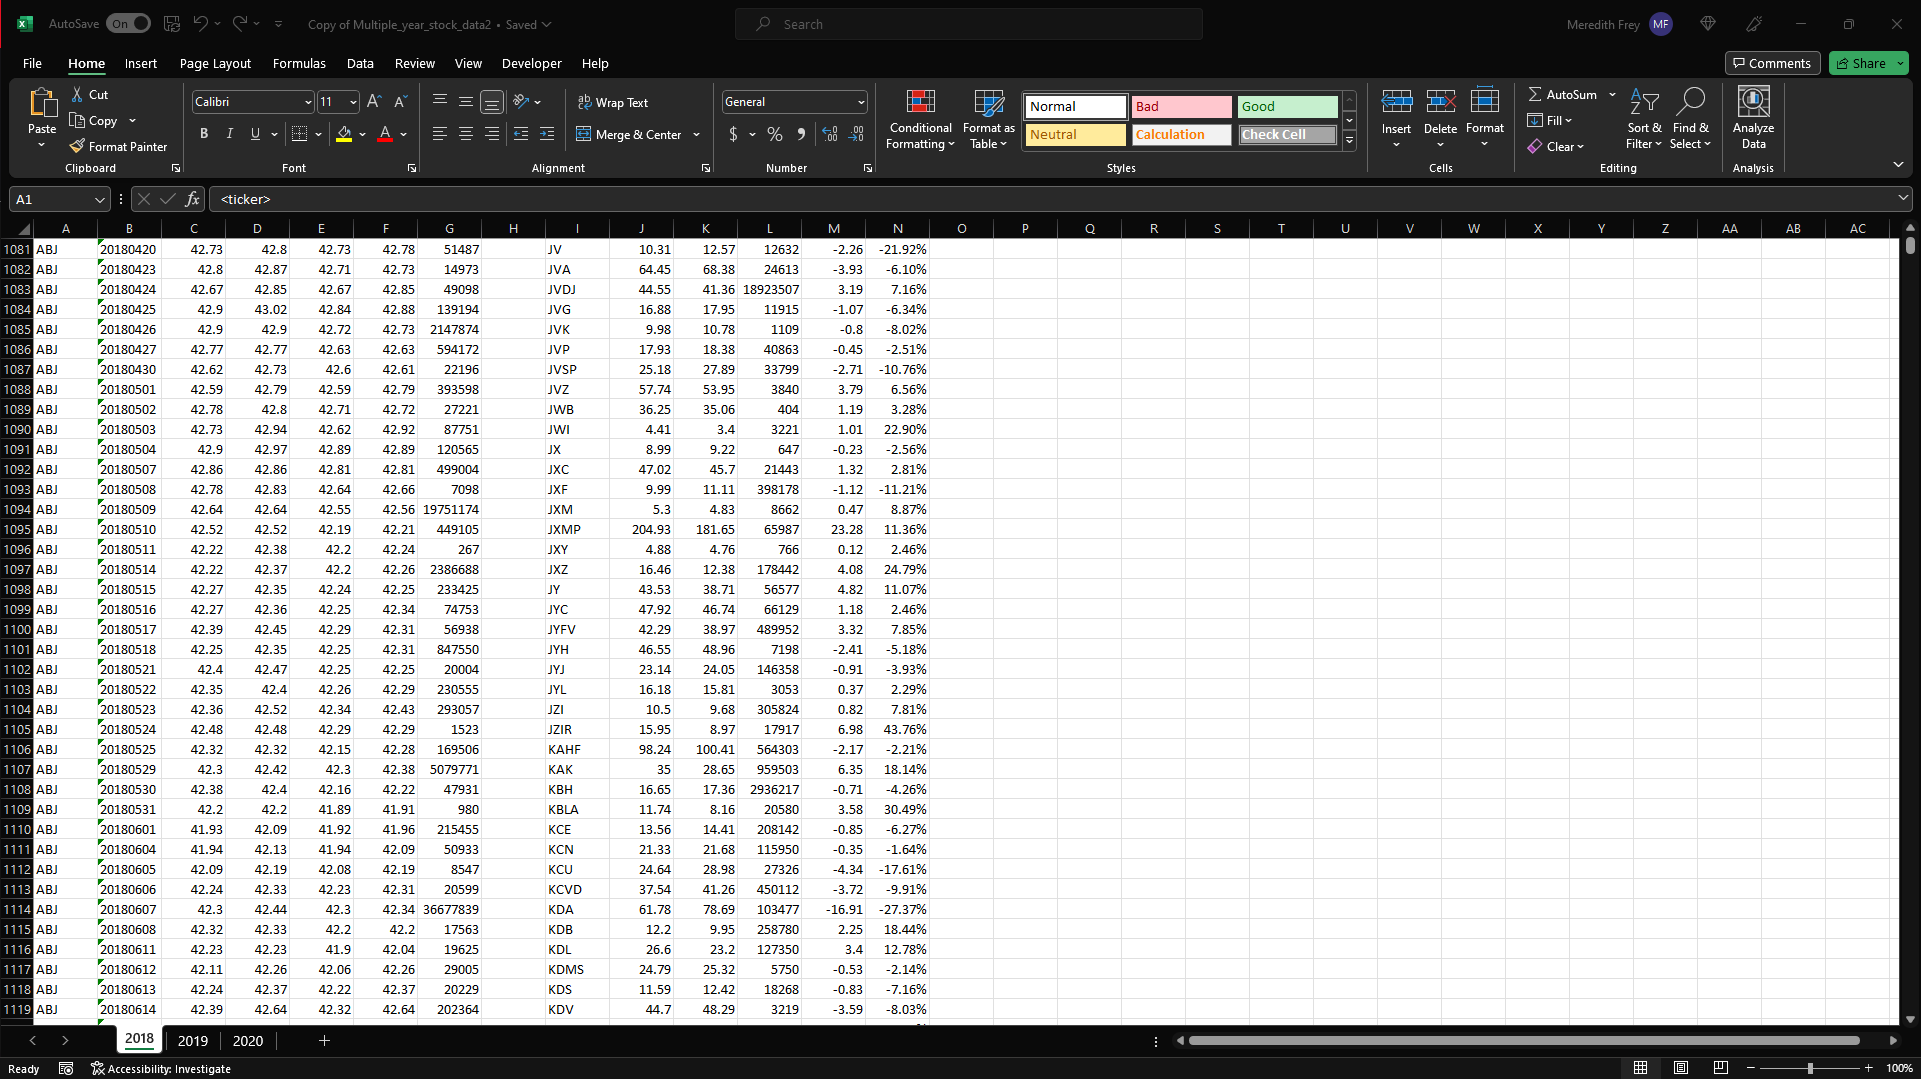 AutoSave On Copy of Multiple_year_stock_data2 • Saved Search Meredith Frey MF
File Home Insert Page Layout Formulas Data Review View Developer Help Comments Share
Paste Cut Copy Format Painter Clipboard
Calibri 11 B I U A Font
Wrap Text Merge & Center Alignment
General $ % Number
Conditional Formatting Format as Table Normal Bad Good Neutral Calculation Check Cell Styles
Insert Delete Format Cells
AutoSum Fill Clear Sort & Filter Find & Select Editing
Analyze Data Analysis
A1 fx <ticker>
A B C D E F G H I J K L M N O P Q R S T U V W X Y Z AA AB AC
1081 ABJ 20180420 42.73 42.8 42.73 42.78 51487 JV 10.31 12.57 12632 -2.26 -21.92%
1082 ABJ 20180423 42.8 42.87 42.71 42.73 14973 JVA 64.45 68.38 24613 -3.93 -6.10%
1083 ABJ 20180424 42.67 42.85 42.67 42.85 49098 JVDJ 44.55 41.36 18923507 3.19 7.16%
1084 ABJ 20180425 42.9 43.02 42.84 42.88 139194 JVG 16.88 17.95 11915 -1.07 -6.34%
1085 ABJ 20180426 42.9 42.9 42.72 42.73 2147874 JVK 9.98 10.78 1109 -0.8 -8.02%
1086 ABJ 20180427 42.77 42.77 42.63 42.63 594172 JVP 17.93 18.38 40863 -0.45 -2.51%
1087 ABJ 20180430 42.62 42.73 42.6 42.61 22196 JVSP 25.18 27.89 33799 -2.71 -10.76%
1088 ABJ 20180501 42.59 42.79 42.59 42.79 393598 JVZ 57.74 53.95 3840 3.79 6.56%
1089 ABJ 20180502 42.78 42.8 42.71 42.72 27221 JWB 36.25 35.06 404 1.19 3.28%
1090 ABJ 20180503 42.73 42.94 42.62 42.92 87751 JWI 4.41 3.4 3221 1.01 22.90%
1091 ABJ 20180504 42.9 42.97 42.89 42.89 120565 JX 8.99 9.22 647 -0.23 -2.56%
1092 ABJ 20180507 42.86 42.86 42.81 42.81 499004 JXC 47.02 45.7 21443 1.32 2.81%
1093 ABJ 20180508 42.78 42.83 42.64 42.66 7098 JXF 9.99 11.11 398178 -1.12 -11.21%
1094 ABJ 20180509 42.64 42.64 42.55 42.56 19751174 JXM 5.3 4.83 8662 0.47 8.87%
1095 ABJ 20180510 42.52 42.52 42.19 42.21 449105 JXMP 204.93 181.65 65987 23.28 11.36%
1096 ABJ 20180511 42.22 42.38 42.2 42.24 267 JXY 4.88 4.76 766 0.12 2.46%
1097 ABJ 20180514 42.22 42.37 42.2 42.26 2386688 JXZ 16.46 12.38 178442 4.08 24.79%
1098 ABJ 20180515 42.27 42.35 42.24 42.25 233425 JY 43.53 38.71 56577 4.82 11.07%
1099 ABJ 20180516 42.27 42.36 42.25 42.34 74753 JYC 47.92 46.74 66129 1.18 2.46%
1100 ABJ 20180517 42.39 42.45 42.29 42.31 56938 JYFV 42.29 38.97 489952 3.32 7.85%
1101 ABJ 20180518 42.25 42.35 42.25 42.31 847550 JYH 46.55 48.96 7198 -2.41 -5.18%
1102 ABJ 20180521 42.4 42.47 42.25 42.25 20004 JYJ 23.14 24.05 146358 -0.91 -3.93%
1103 ABJ 20180522 42.35 42.4 42.26 42.29 230555 JYL 16.18 15.81 3053 0.37 2.29%
1104 ABJ 20180523 42.36 42.52 42.34 42.43 293057 JZI 10.5 9.68 305824 0.82 7.81%
1105 ABJ 20180524 42.48 42.48 42.29 42.29 1523 JZIR 15.95 8.97 17917 6.98 43.76%
1106 ABJ 20180525 42.32 42.32 42.15 42.28 169506 KAHF 98.24 100.41 564303 -2.17 -2.21%
1107 ABJ 20180529 42.3 42.42 42.3 42.38 5079771 KAK 35 28.65 959503 6.35 18.14%
1108 ABJ 20180530 42.38 42.4 42.16 42.22 47931 KBH 16.65 17.36 2936217 -0.71 -4.26%
1109 ABJ 20180531 42.2 42.2 41.89 41.91 980 KBLA 11.74 8.16 20580 3.58 30.49%
1110 ABJ 20180601 41.93 42.09 41.92 41.96 215455 KCE 13.56 14.41 208142 -0.85 -6.27%
1111 ABJ 20180604 41.94 42.13 41.94 42.09 50933 KCN 21.33 21.68 115950 -0.35 -1.64%
1112 ABJ 20180605 42.09 42.19 42.08 42.19 8547 KCU 24.64 28.98 27326 -4.34 -17.61%
1113 ABJ 20180606 42.24 42.33 42.23 42.31 20599 KCVD 37.54 41.26 450112 -3.72 -9.91%
1114 ABJ 20180607 42.3 42.44 42.3 42.34 36677839 KDA 61.78 78.69 103477 -16.91 -27.37%
1115 ABJ 20180608 42.32 42.33 42.2 42.2 17563 KDB 12.2 9.95 258780 2.25 18.44%
1116 ABJ 20180611 42.23 42.23 41.9 42.04 19625 KDL 26.6 23.2 127350 3.4 12.78%
1117 ABJ 20180612 42.11 42.26 42.06 42.26 29005 KDMS 24.79 25.32 5750 -0.53 -2.14%
1118 ABJ 20180613 42.24 42.37 42.22 42.37 20229 KDS 11.59 12.42 18268 -0.83 -7.16%
1119 ABJ 20180614 42.39 42.64 42.32 42.64 202364 KDV 44.7 48.29 3219 -3.59 -8.03%
2018 2019 2020
Ready Accessibility: Investigate 100%